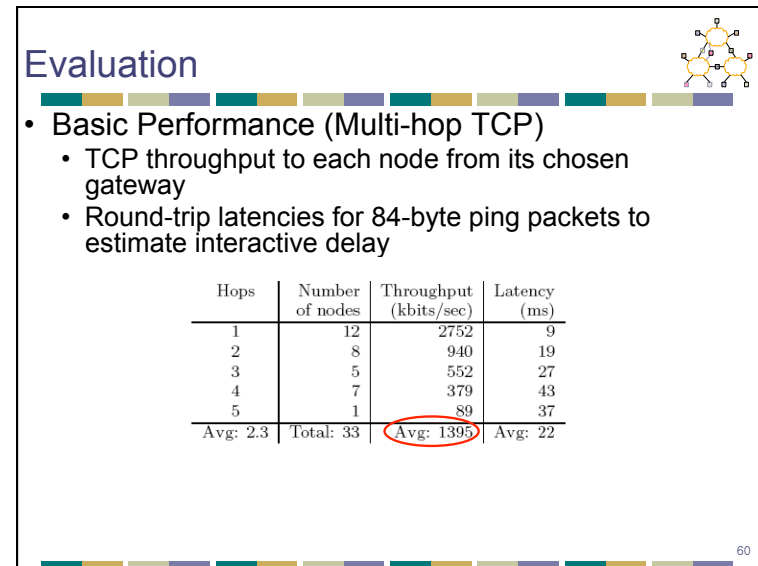 Evaluation
• Basic Performance (Multi-hop TCP)
• TCP throughput to each node from its chosen
gateway
• Round-trip latencies for 84-byte ping packets to
estimate interactive delay
Hops Number Throughput Latency
of nodes (kbits/sec) (ms)
1 12 2752 9
2 8 940 19
3 5 552 27
4 7 379 43
5 1 89 37
Avg: 2.3 Total: 33 Avg: 1395 Avg: 22
60